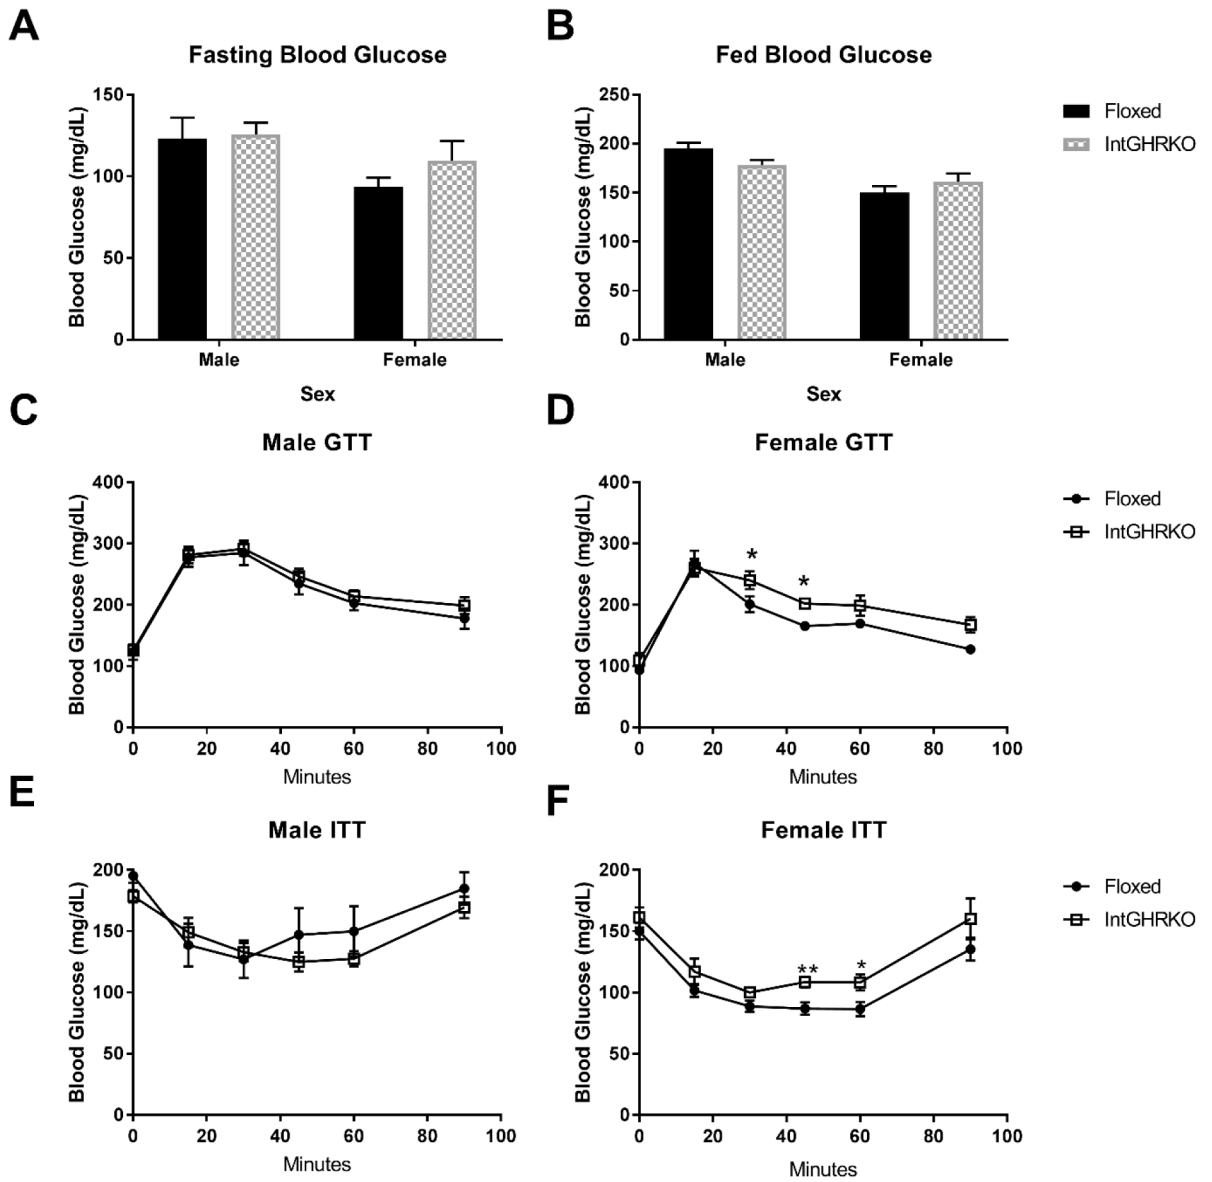 A
Fasting Blood Glucose
Blood Glucose (mg/dL)
150
100
50
0
Male
Female
Sex
B
Fed Blood Glucose
Blood Glucose (mg/dL)
250
200
150
100
50
0
Male
Female
Sex
Floxed
IntGHRKO
C
Male GTT
Blood Glucose (mg/dL)
400
300
200
100
0
0 20 40 60 80 100
Minutes
D
Female GTT
Blood Glucose (mg/dL)
400
300
200
100
0
*
*
0 20 40 60 80 100
Minutes
Floxed
IntGHRKO
E
Male ITT
Blood Glucose (mg/dL)
200
150
100
50
0
0 20 40 60 80 100
Minutes
F
Female ITT
Blood Glucose (mg/dL)
200
150
100
50
0
** *
0 20 40 60 80 100
Minutes
Floxed
IntGHRKO